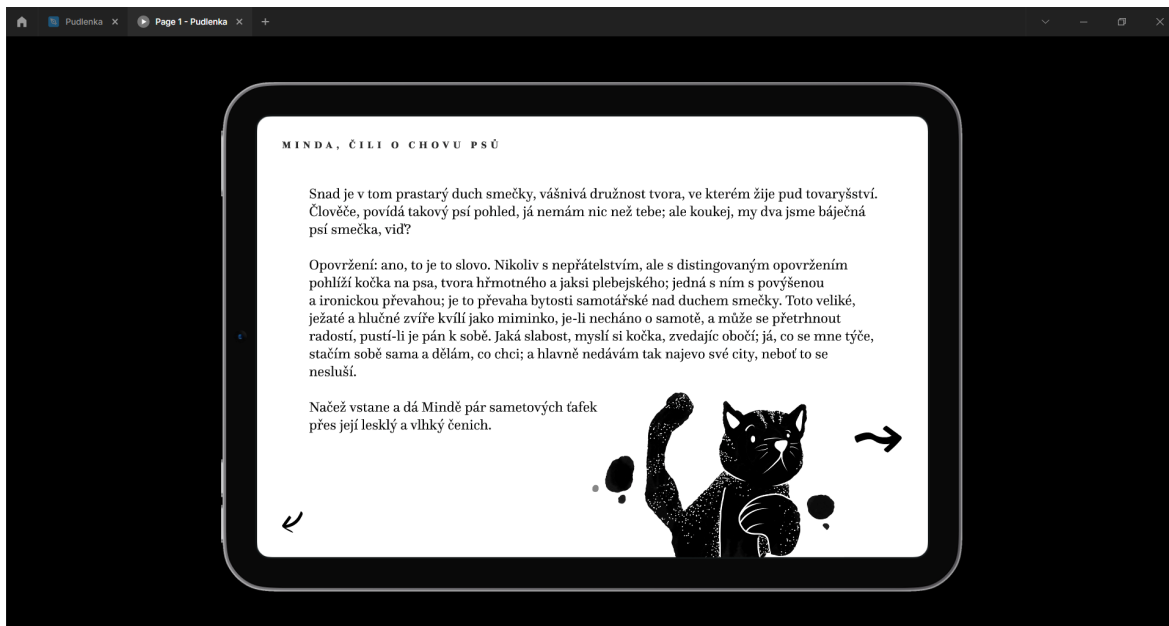 Pudlenka
Page 1 - Pudlenka
MINDA, ČILI O CHOVU PSŮ
Snad je v tom prastarý duch smečky, vášnivá družnost tvora, ve kterém žije pud tovaryšství.
Člověče, povídá takový psí pohled, já nemám nic než tebe; ale koukej, my dva jsme báječná
psí smečka, viď?
Opovržení: ano, to je to slovo. Nikoliv s nepřátelstvím, ale s distingovaným opovržením
pohlíží kočka na psa, tvora hřmotného a jaksi plebejského; jedná s ním s povýšenou
a ironickou převahou; je to převaha bytosti samotářské nad duchem smečky. Toto veliké,
ježaté a hlučné zvíře kvílí jako miminko, je-li necháno o samotě, a může se přetrhnout
radostí, pustí-li je pán k sobě. Jaká slabost, myslí si kočka, zvedajíc obočí; já, co se mne týče,
stačím sobě sama a dělám, co chci; a hlavně nedávám tak najevo své city, neboť to se
nesluší.
Načež vstane a dá Mindě pár sametových ťafek
přes její lesklý a vlhký čenich.